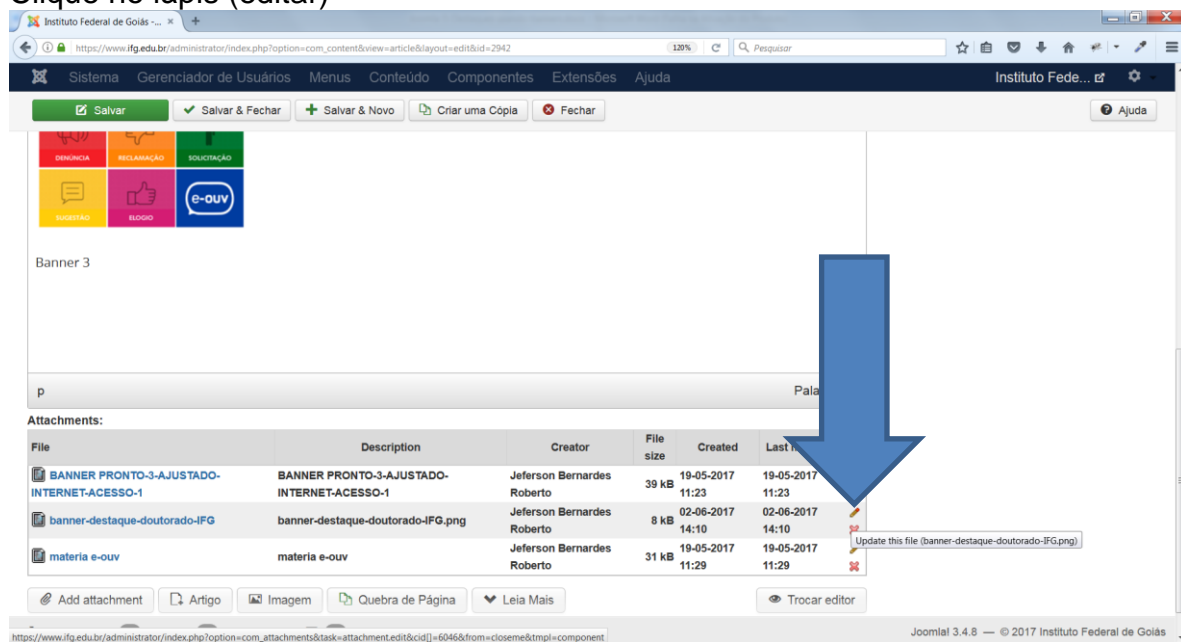 Clique no lápis (editar)
Instituto Federal de Goiás -... × +
https://www.ifg.edu.br/administrator/index.php?option=com_content&view=article&layout=edit&id=2942 120% Pesquisar
Sistema Gerenciador de Usuários Menus Conteúdo Componentes Extensões Ajuda Instituto Fede...
Salvar Salvar & Fechar Salvar & Novo Criar uma Cópia Fechar Ajuda
DENÚNCIA RECLAMAÇÃO SOLICITAÇÃO
e-ouv
SUGESTÃO ELOGIO
Banner 3
p Pala
Attachments:
File Description Creator File size Created Last
BANNER PRONTO-3-AJUSTADO- BANNER PRONTO-3-AJUSTADO- Jeferson Bernardes 39 kB 19-05-2017 19-05-2017
INTERNET-ACESSO-1 INTERNET-ACESSO-1 Roberto 11:23 11:23
banner-destaque-doutorado-IFG banner-destaque-doutorado-IFG.png Jeferson Bernardes 8 kB 02-06-2017 02-06-2017
Roberto 14:10 14:10
Update this file (banner-destaque-doutorado-IFG.png)
materia e-ouv materia e-ouv Jeferson Bernardes 31 kB 19-05-2017 19-05-2017
Roberto 11:29 11:29
Add attachment Artigo Imagem Quebra de Página Leia Mais Trocar editor
https://www.ifg.edu.br/administrator/index.php?option=com_attachments&task=attachment.edit&cid[]=6046&from=closeme&tmpl=component Joomla! 3.4.8 — © 2017 Instituto Federal de Goiás